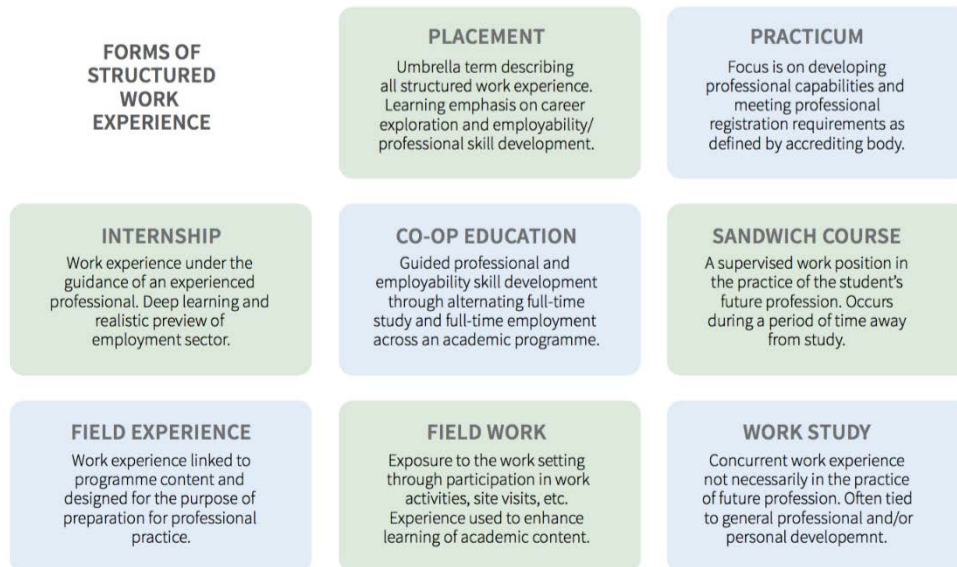 FORMS OF
STRUCTURED
WORK
EXPERIENCE
PLACEMENT
Umbrella term describing
all structured work experience.
Learning emphasis on career
exploration and employability/
professional skill development.
PRACTICUM
Focus is on developing
professional capabilities and
meeting professional
registration requirements as
defined by accrediting body.
INTERNSHIP
Work experience under the
guidance of an experienced
professional. Deep learning and
realistic preview of
employment sector.
CO-OP EDUCATION
Guided professional and
employability skill development
through alternating full-time
study and full-time employment
across an academic programme.
SANDWICH COURSE
A supervised work position in
the practice of the student's
future profession. Occurs
during a period of time away
from study.
FIELD EXPERIENCE
Work experience linked to
programme content and
designed for the purpose of
preparation for professional
practice.
FIELD WORK
Exposure to the work setting
through participation in work
activities, site visits, etc.
Experience used to enhance
learning of academic content.
WORK STUDY
Concurrent work experience
not necessarily in the practice
of future profession. Often tied
to general professional and/or
personal developemnt.